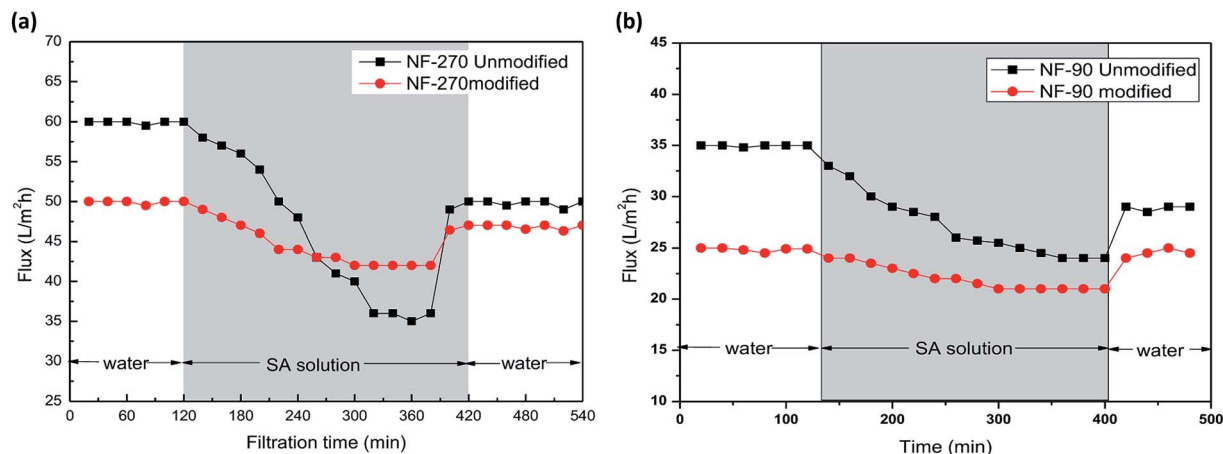 (a)
70
65
60
55
50
45
40
35
30
25
Flux (L/m²h)
NF-270 Unmodified
NF-270modified
water
SA solution
water
0 60 120 180 240 300 360 420 480 540
Filtration time (min)
(b)
45
40
35
30
25
21
15
10
Flux (L/m²h)
NF-90 Unmodified
NF-90 modified
water
SA solution
water
0 100 200 300 400 500
Time (min)